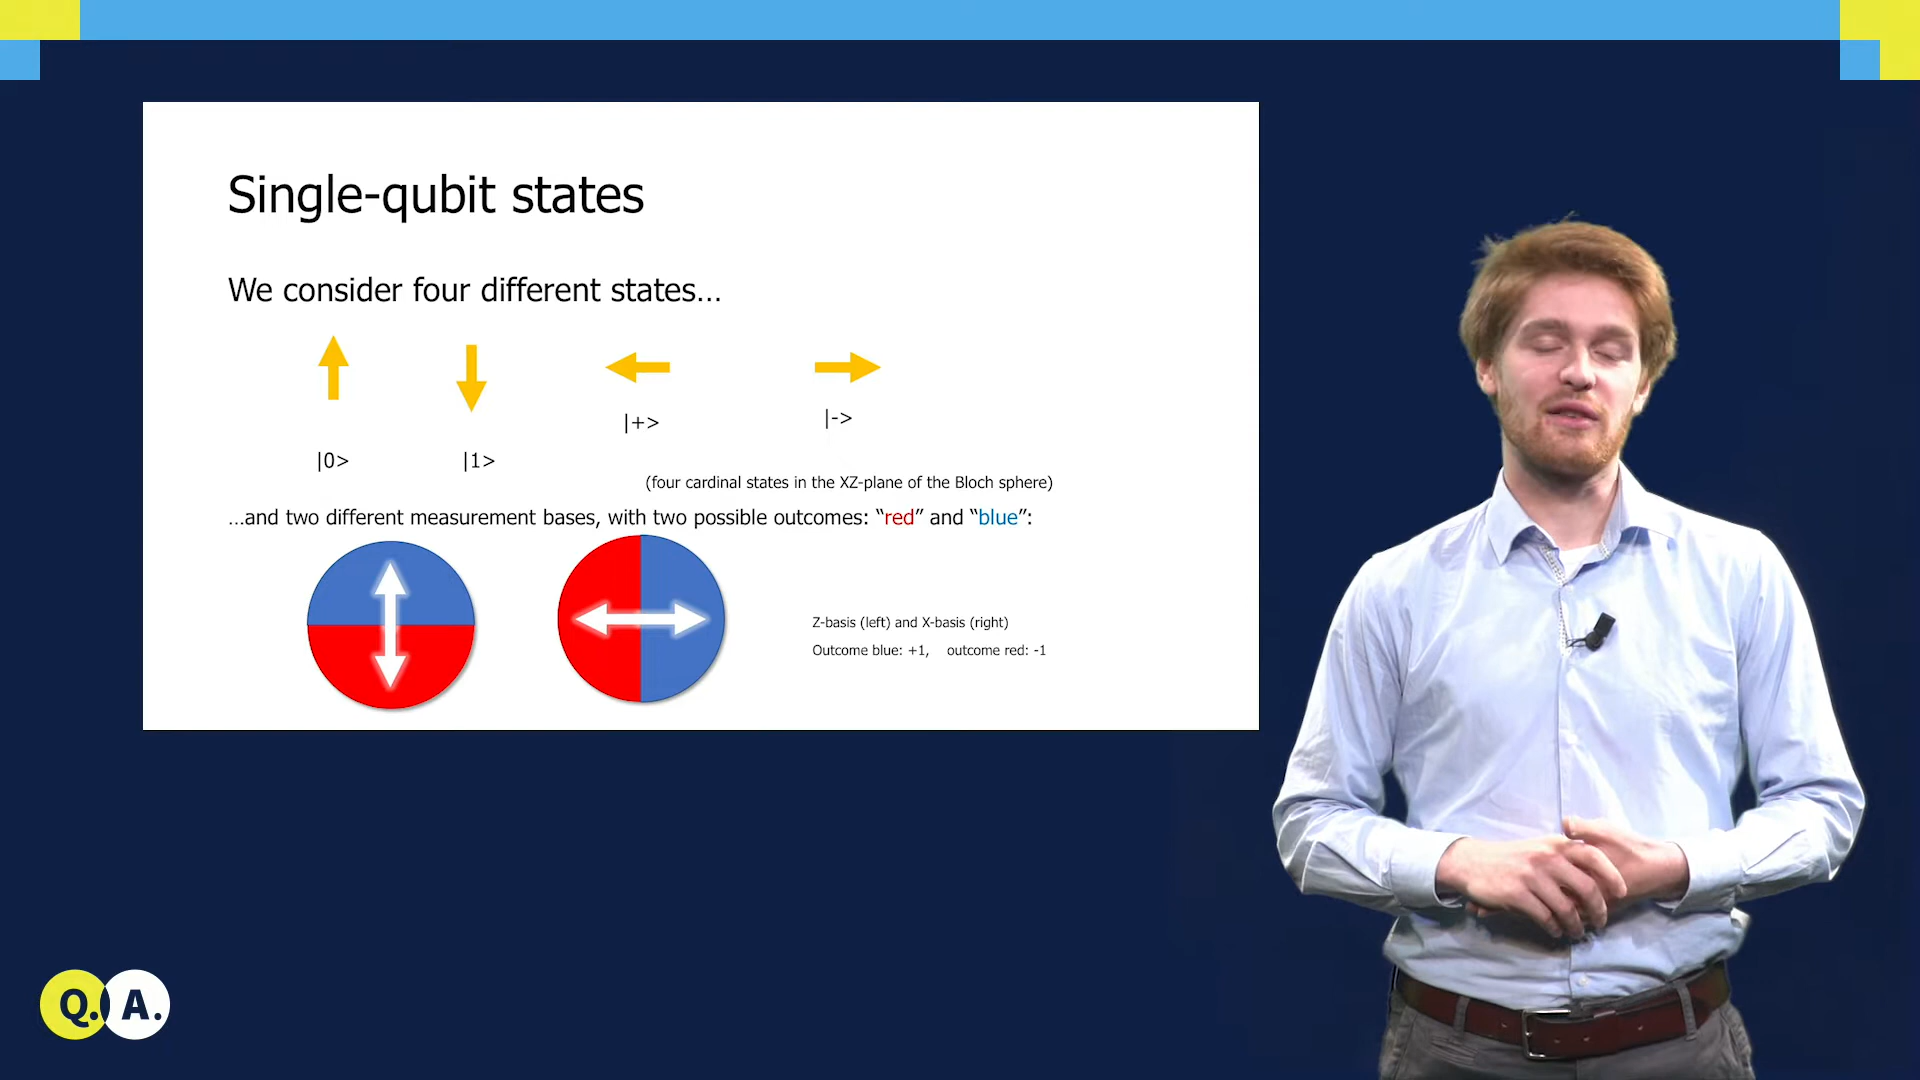 Single-qubit states
We consider four different states…
|+>
|->
|0>
|1>
(four cardinal states in the XZ-plane of the Bloch sphere)
…and two different measurement bases, with two possible outcomes: “red” and “blue”:
Z-basis (left) and X-basis (right)
Outcome blue: +1, outcome red: -1
Q. A.